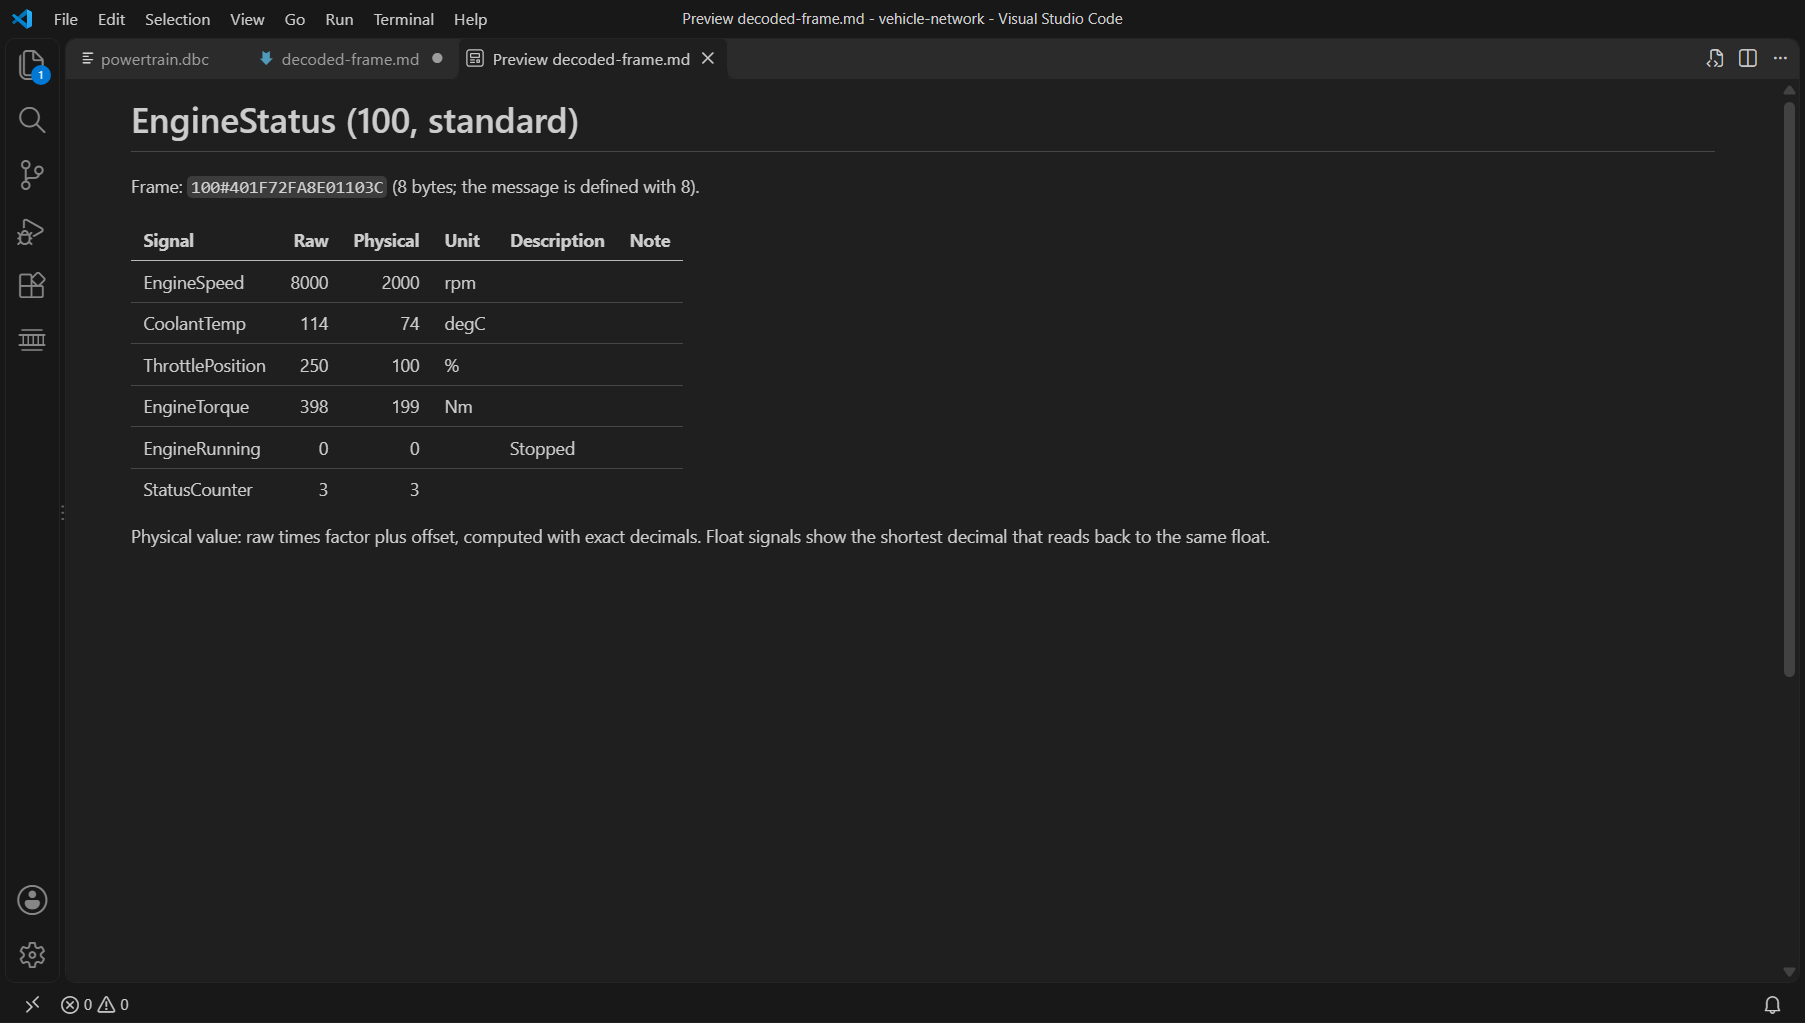 File Edit Selection View Go Run Terminal Help
Preview decoded-frame.md - vehicle-network - Visual Studio Code
1
powertrain.dbc
decoded-frame.md
Preview decoded-frame.md
EngineStatus (100, standard)
Frame: 100#401F72FA8E01103C (8 bytes; the message is defined with 8).
Signal Raw Physical Unit Description Note
EngineSpeed 8000 2000 rpm
CoolantTemp 114 74 degC
ThrottlePosition 250 100 %
EngineTorque 398 199 Nm
EngineRunning 0 0 Stopped
StatusCounter 3 3
Physical value: raw times factor plus offset, computed with exact decimals. Float signals show the shortest decimal that reads back to the same float.
0 0